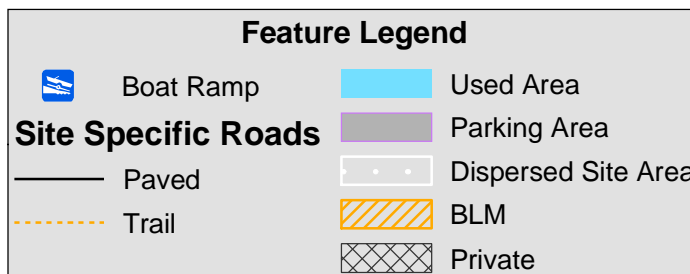 Feature Legend
Boat Ramp
Site Specific Roads
Paved
Trail
Used Area
Parking Area
Dispersed Site Area
BLM
Private